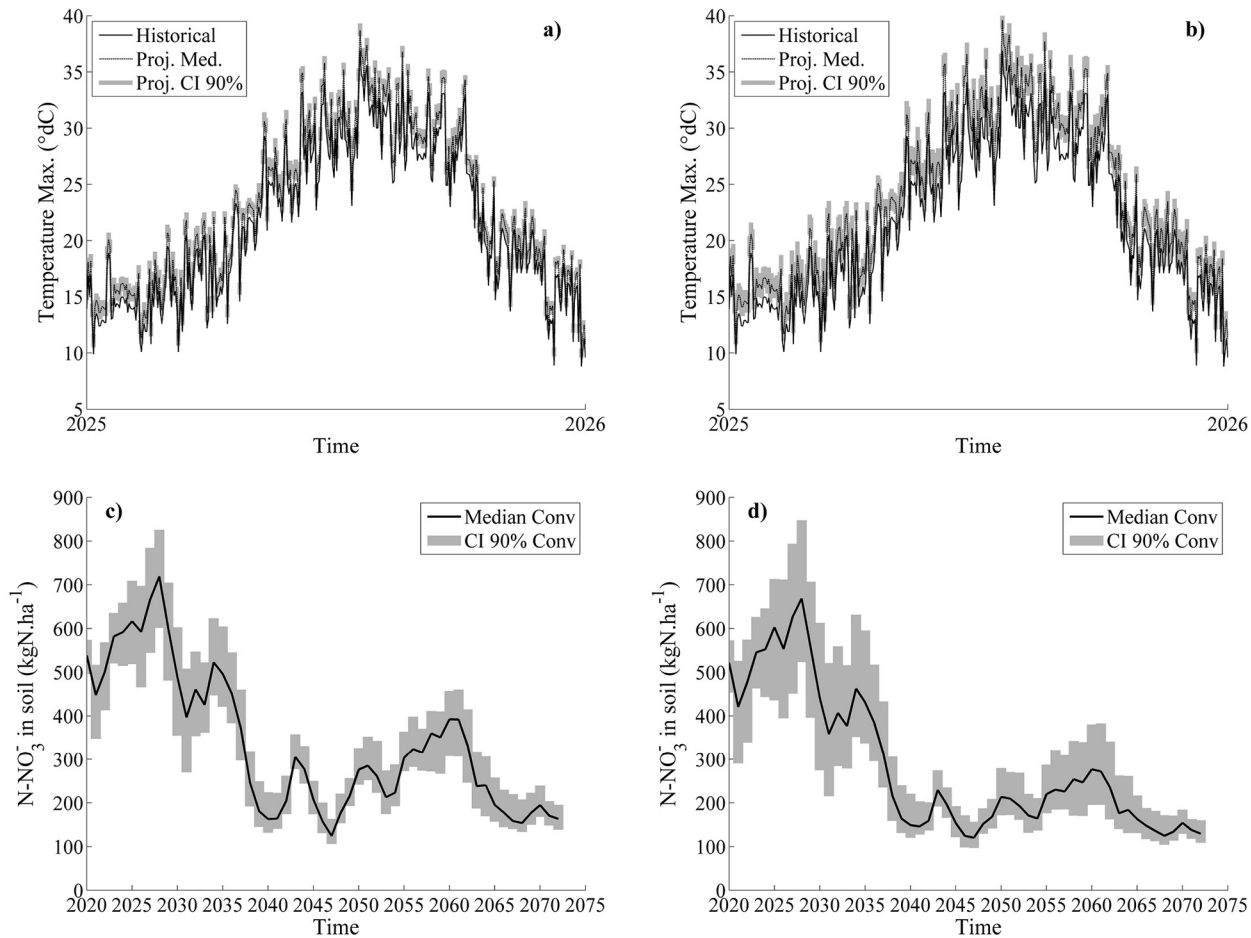 a)
Historical
Proj. Med.
Proj. CI 90%
Temperature Max. (°dC)
40
35
30
25
20
15
10
5
2025
2026
Time
b)
Historical
Proj. Med.
Proj. CI 90%
Temperature Max. (°dC)
40
35
30
25
20
15
10
5
2025
2026
Time
c)
Median Conv
CI 90% Conv
N-NO₃⁻ in soil (kgN.ha⁻¹)
900
800
700
600
500
400
300
200
100
0
2020 2025 2030 2035 2040 2045 2050 2055 2060 2065 2070 2075
Time
d)
Median Conv
CI 90% Conv
N-NO₃⁻ in soil (kgN.ha⁻¹)
900
800
700
600
500
400
300
200
100
0
2020 2025 2030 2035 2040 2045 2050 2055 2060 2065 2070 2075
Time